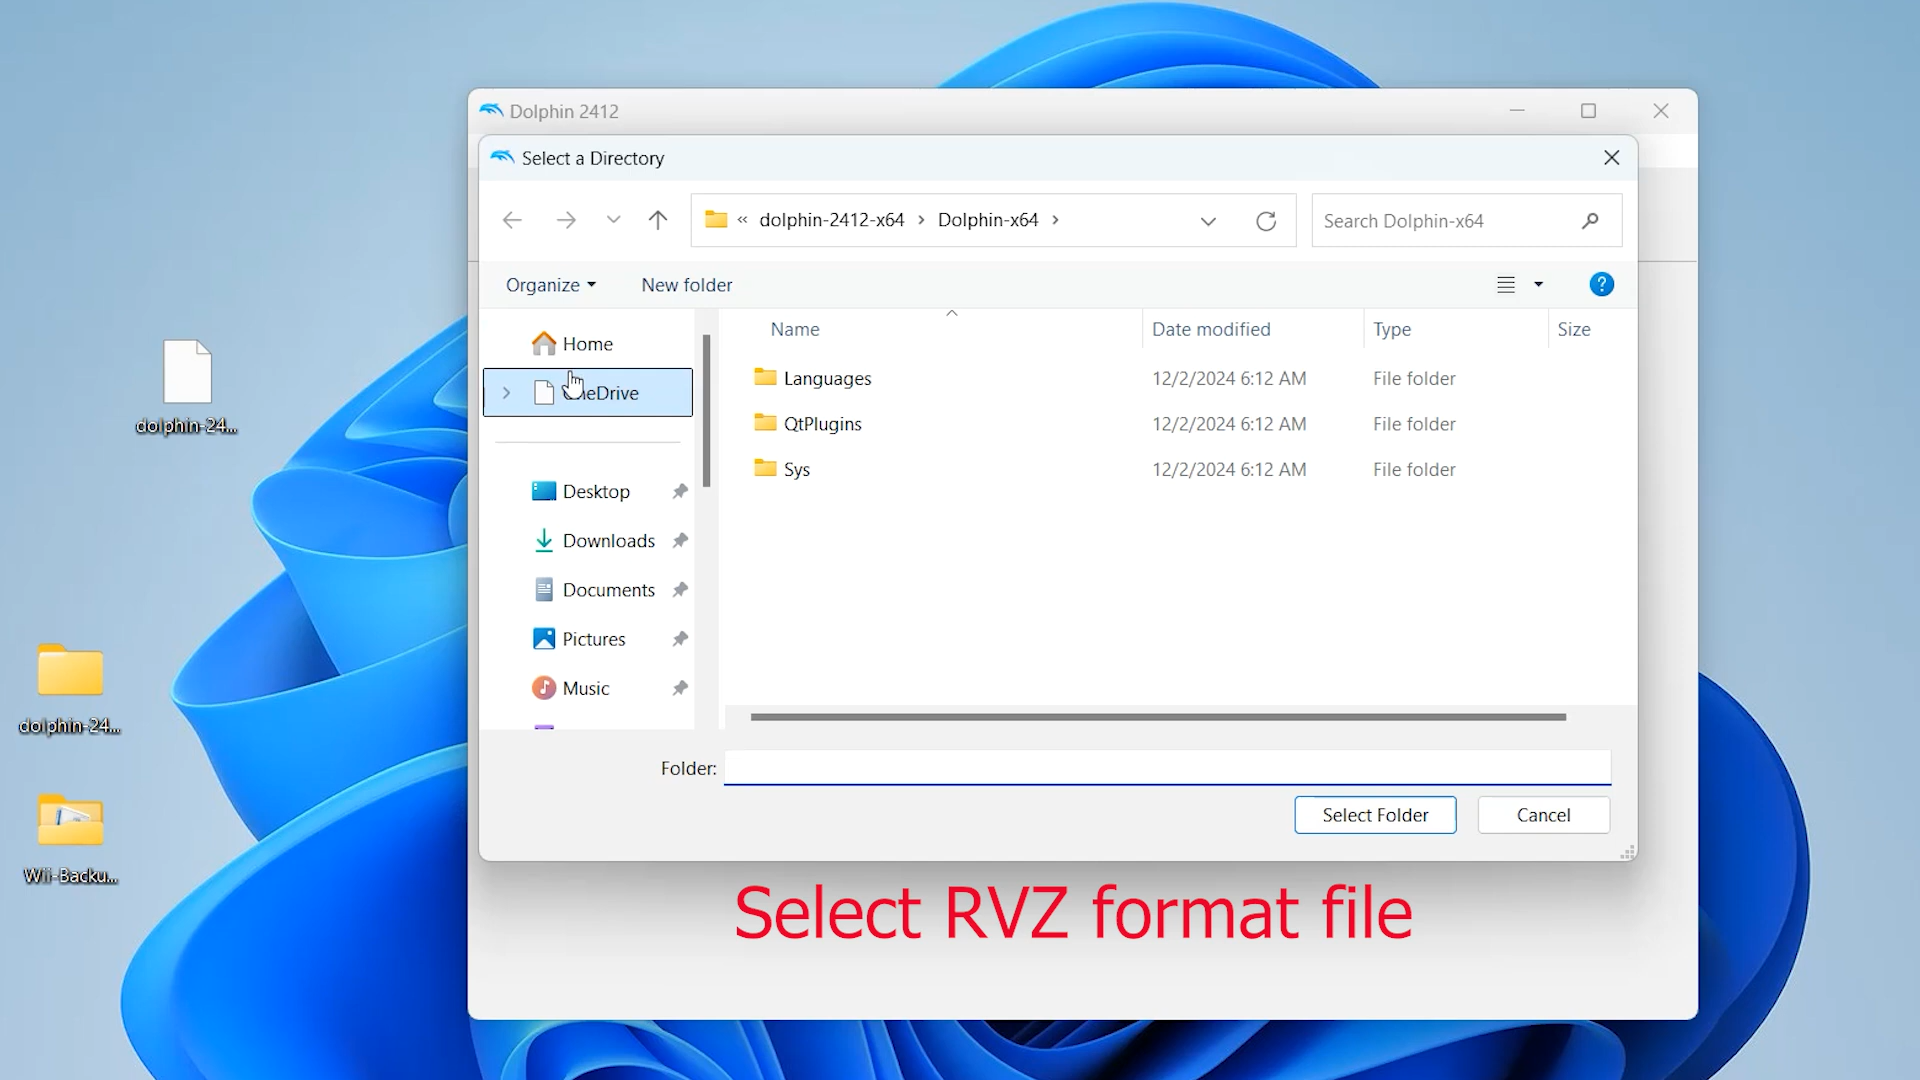 Dolphin 2412
Select a Directory
« dolphin-2412-x64 › Dolphin-x64 ›
Search Dolphin-x64
Organize
New folder
?
Home
Name
Date modified
Type
Size
Languages
12/2/2024 6:12 AM
File folder
QtPlugins
12/2/2024 6:12 AM
File folder
Sys
12/2/2024 6:12 AM
File folder
Desktop
Downloads
Documents
Pictures
Music
Folder:
Select Folder
Cancel
dolphin-24...
dolphin-24...
Wii-Backu...
Select RVZ format file